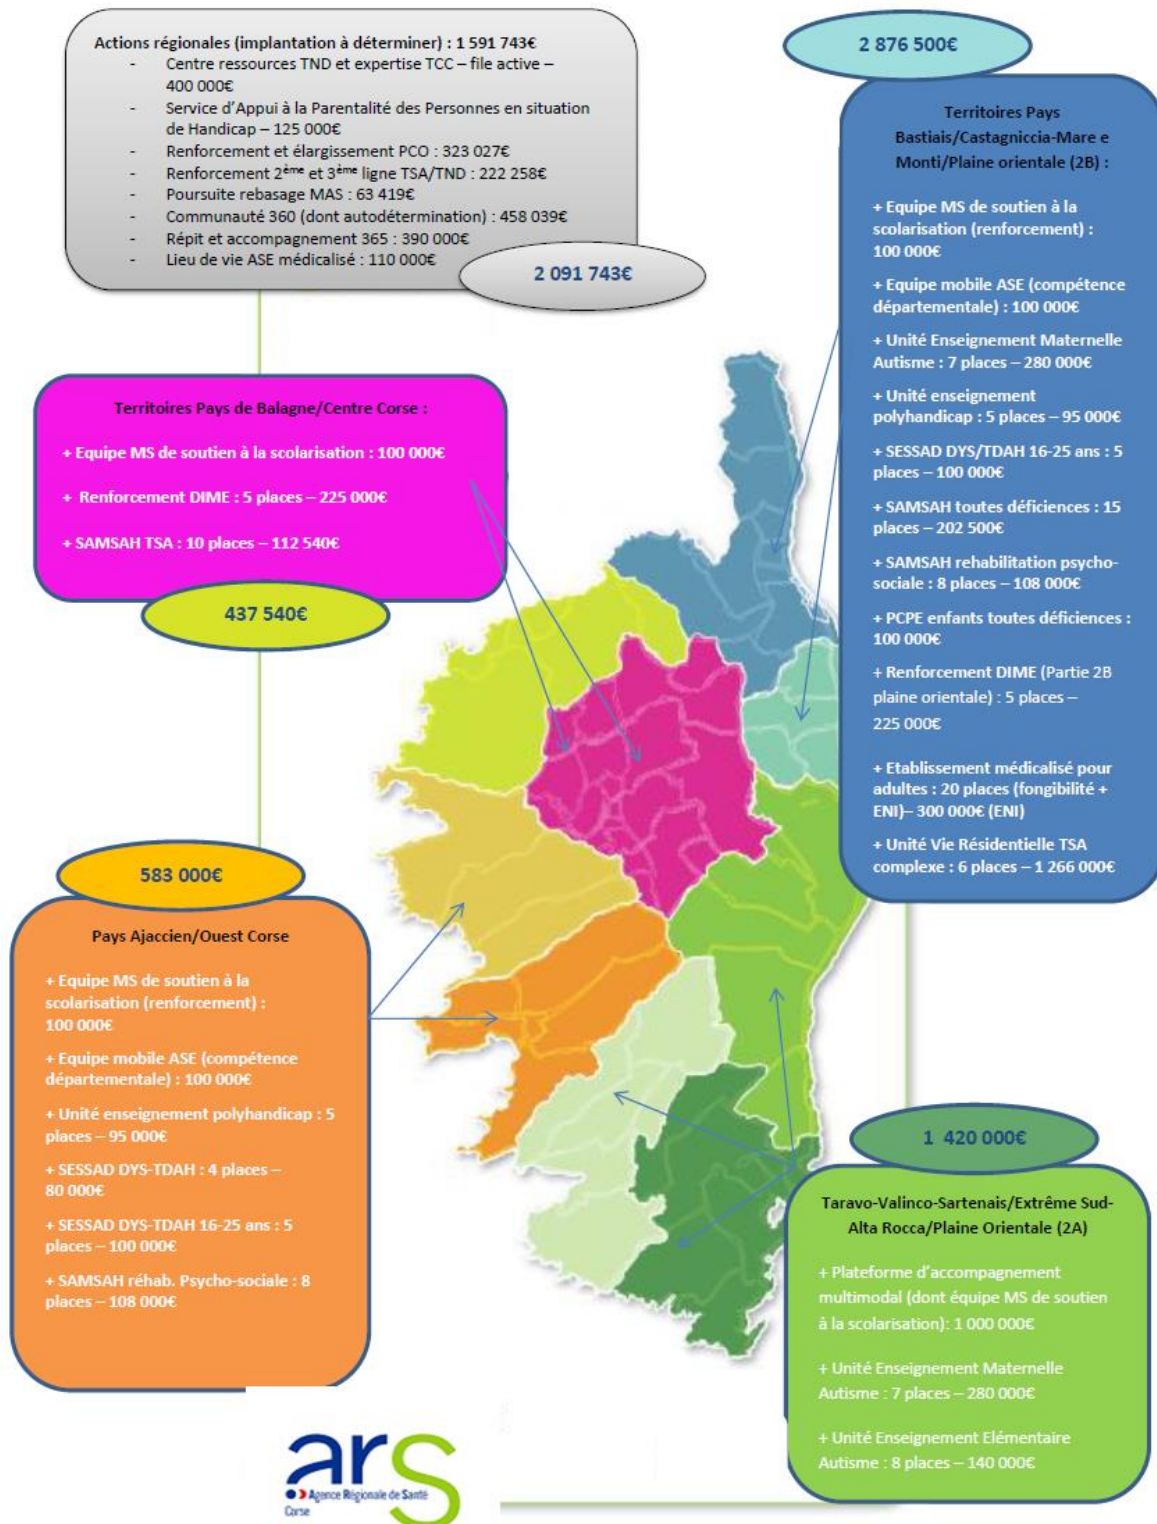 Actions régionales (implantation à déterminer) : 1 591 743€
- Centre ressources TND et expertise TCC – file active –
400 000€
- Service d'Appui à la Parentalité des Personnes en situation
de Handicap – 125 000€
- Renforcement et élargissement PCO : 323 027€
- Renforcement 2ème et 3ème ligne TSA/TND : 222 258€
- Poursuite rebasage MAS : 63 419€
- Communauté 360 (dont autodétermination) : 458 039€
- Répit et accompagnement 365 : 390 000€
- Lieu de vie ASE médicalisé : 110 000€
2 091 743€
2 876 500€
Territoires Pays
Bastiais/Castagniccia-Mare e
Monti/Plaine orientale (2B) :
+ Equipe MS de soutien à la
scolarisation (renforcement) :
100 000€
+ Equipe mobile ASE (compétence
départementale) : 100 000€
+ Unité Enseignement Maternelle
Autisme : 7 places – 280 000€
+ Unité enseignement
polyhandicap : 5 places – 95 000€
+ SESSAD DYS/TDAH 16-25 ans : 5
places – 100 000€
+ SAMSAH toutes déficiences : 15
places – 202 500€
+ SAMSAH rehabilitation psycho-
sociale : 8 places – 108 000€
+ PCPE enfants toutes déficiences :
100 000€
+ Renforcement DIME (Partie 2B
plaine orientale) : 5 places –
225 000€
+ Etablissement médicalisé pour
adultes : 20 places (fongibilité +
ENI)– 300 000€ (ENI)
+ Unité Vie Résidentielle TSA
complexe : 6 places – 1 266 000€
Territoires Pays de Balagne/Centre Corse :
+ Equipe MS de soutien à la scolarisation : 100 000€
+ Renforcement DIME : 5 places – 225 000€
+ SAMSAH TSA : 10 places – 112 540€
437 540€
583 000€
Pays Ajaccien/Ouest Corse
+ Equipe MS de soutien à la
scolarisation (renforcement) :
100 000€
+ Equipe mobile ASE (compétence
départementale) : 100 000€
+ Unité enseignement polyhandicap : 5
places – 95 000€
+ SESSAD DYS-TDAH : 4 places –
80 000€
+ SESSAD DYS-TDAH 16-25 ans : 5
places – 100 000€
+ SAMSAH réhab. Psycho-sociale : 8
places – 108 000€
1 420 000€
Taravo-Valinco-Sartenais/Extrême Sud-
Alta Rocca/Plaine Orientale (2A)
+ Plateforme d'accompagnement
multimodal (dont équipe MS de soutien
à la scolarisation): 1 000 000€
+ Unité Enseignement Maternelle
Autisme : 7 places – 280 000€
+ Unité Enseignement Elémentaire
Autisme : 8 places – 140 000€
ars
Agence Régionale de Santé
Corse